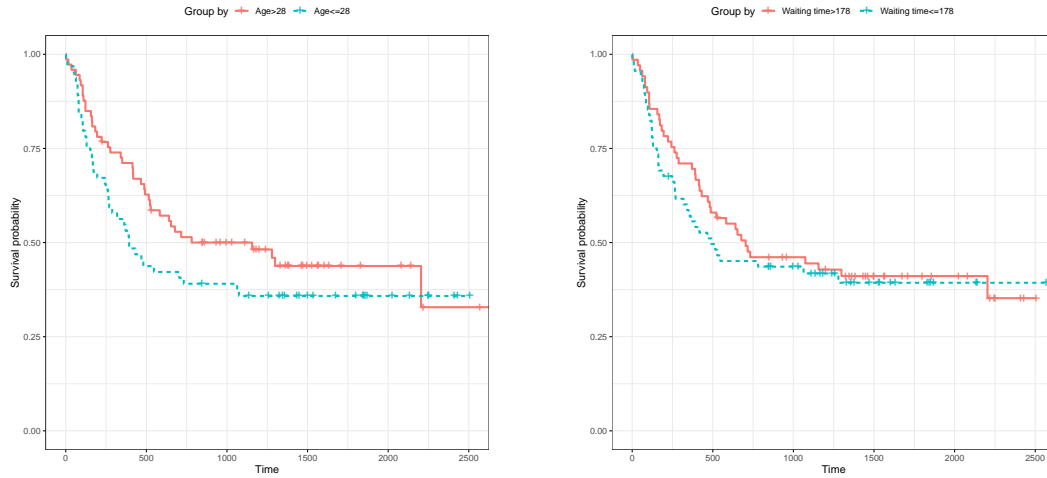 Group by Age>28 Age<=28
Survival probability
1.00
0.75
0.50
0.25
0.00
0 500 1000 1500 2000 2500
Time
Group by Waiting time>178 Waiting time<=178
Survival probability
1.00
0.75
0.50
0.25
0.00
0 500 1000 1500 2000 2500
Time